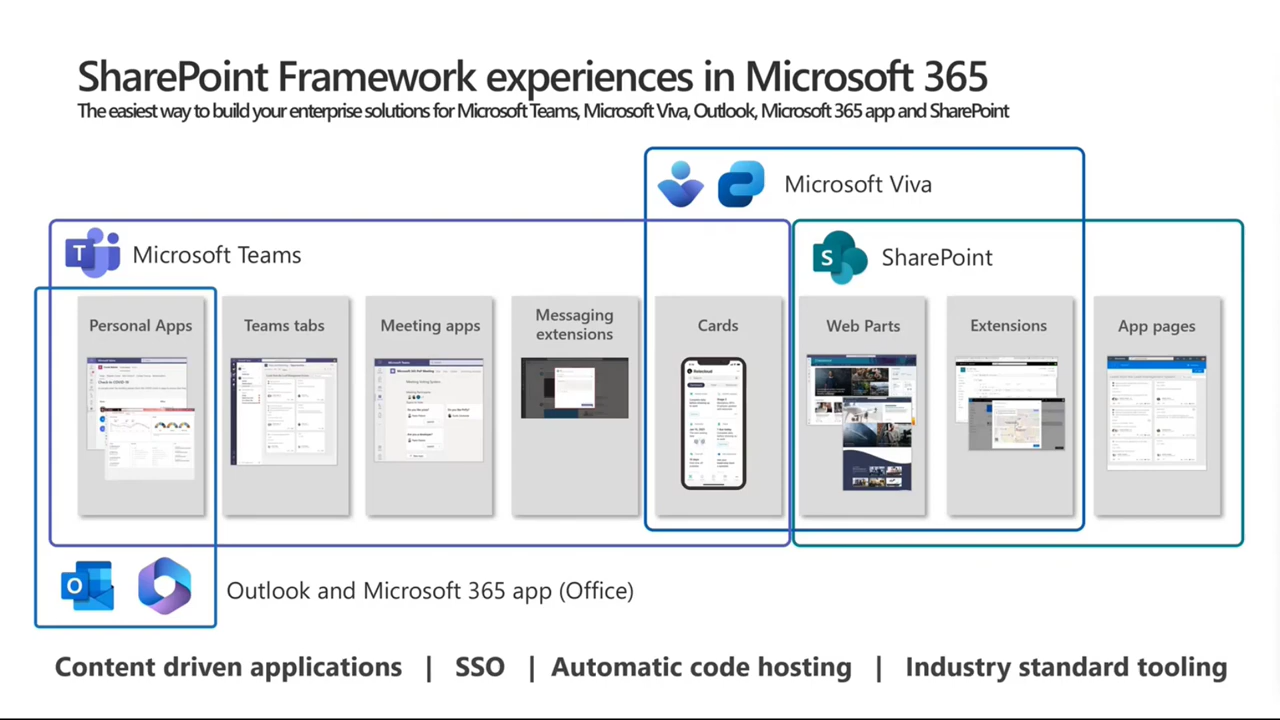 SharePoint Framework experiences in Microsoft 365
The easiest way to build your enterprise solutions for Microsoft Teams, Microsoft Viva, Outlook, Microsoft 365 app and SharePoint
Microsoft Viva
Microsoft Teams
SharePoint
Personal Apps
Teams tabs
Meeting apps
Messaging
extensions
Cards
Web Parts
Extensions
App pages
Outlook and Microsoft 365 app (Office)
Content driven applications | SSO | Automatic code hosting | Industry standard tooling